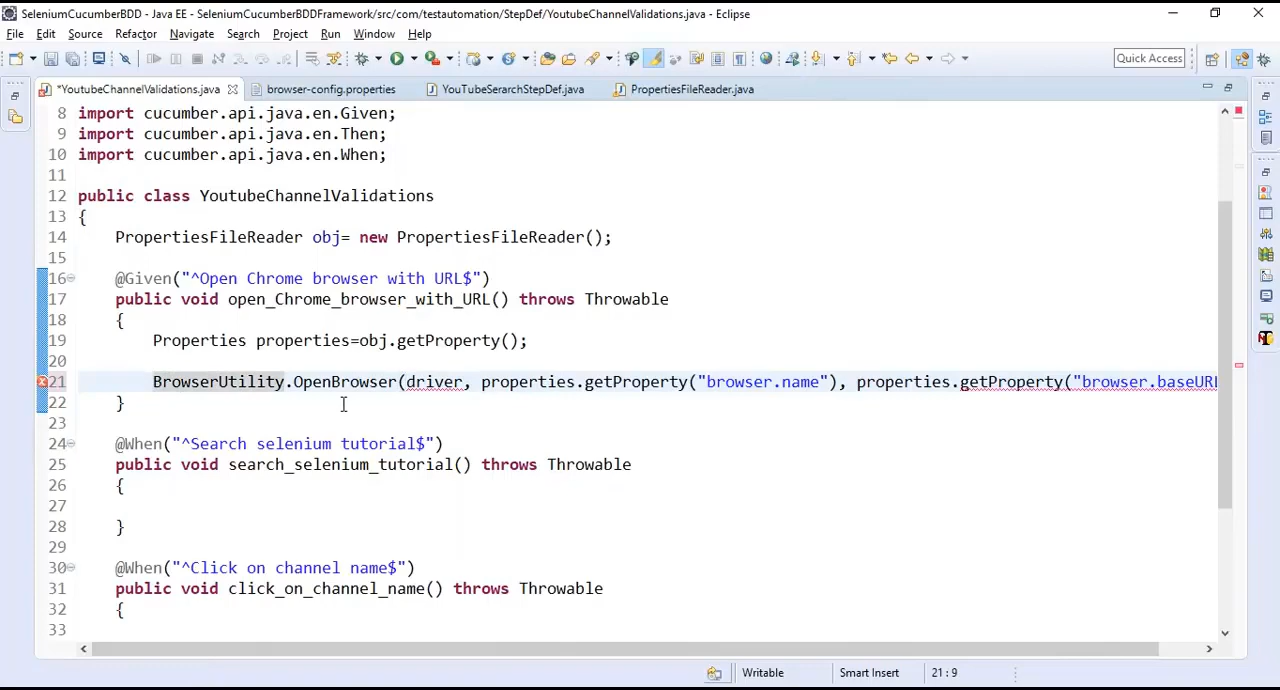 SeleniumCucumberBDD - Java EE - SeleniumCucumberBDDFramework/src/com/testautomation/StepDef/YoutubeChannelValidations.java - Eclipse
File Edit Source Refactor Navigate Search Project Run Window Help
Quick Access
*YoutubeChannelValidations.java browser-config.properties YouTubeSerarchStepDef.java PropertiesFileReader.java
8 import cucumber.api.java.en.Given;
9 import cucumber.api.java.en.Then;
10 import cucumber.api.java.en.When;
11
12 public class YoutubeChannelValidations
13 {
14 PropertiesFileReader obj= new PropertiesFileReader();
15
16 @Given("^Open Chrome browser with URL$")
17 public void open_Chrome_browser_with_URL() throws Throwable
18 {
19 Properties properties=obj.getProperty();
20
21 BrowserUtility.OpenBrowser(driver, properties.getProperty("browser.name"), properties.getProperty("browser.baseURL
22 }
23
24 @When("^Search selenium tutorial$")
25 public void search_selenium_tutorial() throws Throwable
26 {
27
28 }
29
30 @When("^Click on channel name$")
31 public void click_on_channel_name() throws Throwable
32 {
33
Writable Smart Insert 21 : 9